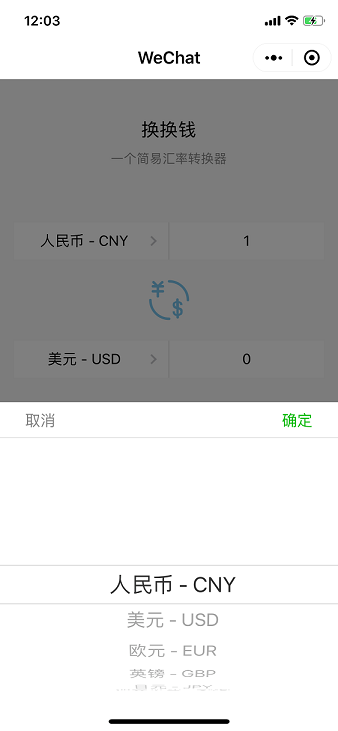 12:03
WeChat
换换钱
一个简易汇率转换器
人民币 - CNY
1
美元 - USD
0
取消
确定
人民币 - CNY
美元 - USD
欧元 - EUR
英镑 - GBP